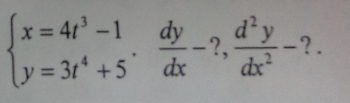 { x = 4t³ − 1
y = 3t⁴ + 5 . dy/dx − ?, d²y/dx² − ?.